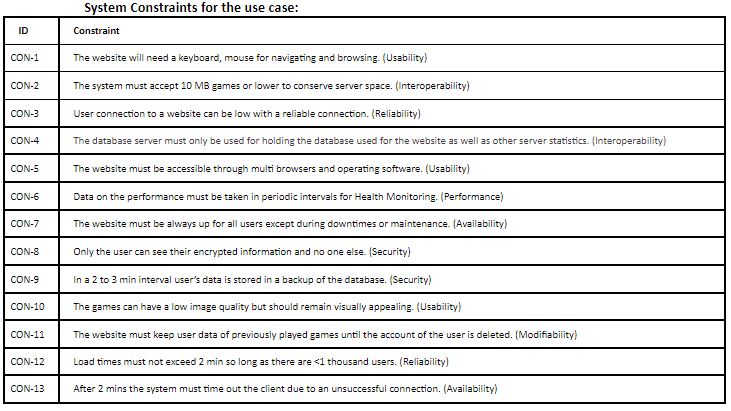 System Constraints for the use case:
ID Constraint
CON-1 The website will need a keyboard, mouse for navigating and browsing. (Usability)
CON-2 The system must accept 10 MB games or lower to conserve server space. (Interoperability)
CON-3 User connection to a website can be low with a reliable connection. (Reliability)
CON-4 The database server must only be used for holding the database used for the website as well as other server statistics. (Interoperability)
CON-5 The website must be accessible through multi browsers and operating software. (Usability)
CON-6 Data on the performance must be taken in periodic intervals for Health Monitoring. (Performance)
CON-7 The website must be always up for all users except during downtimes or maintenance. (Availability)
CON-8 Only the user can see their encrypted information and no one else. (Security)
CON-9 In a 2 to 3 min interval user's data is stored in a backup of the database. (Security)
CON-10 The games can have a low image quality but should remain visually appealing. (Usability)
CON-11 The website must keep user data of previously played games until the account of the user is deleted. (Modifiability)
CON-12 Load times must not exceed 2 min so long as there are <1 thousand users. (Reliability)
CON-13 After 2 mins the system must time out the client due to an unsuccessful connection. (Availability)